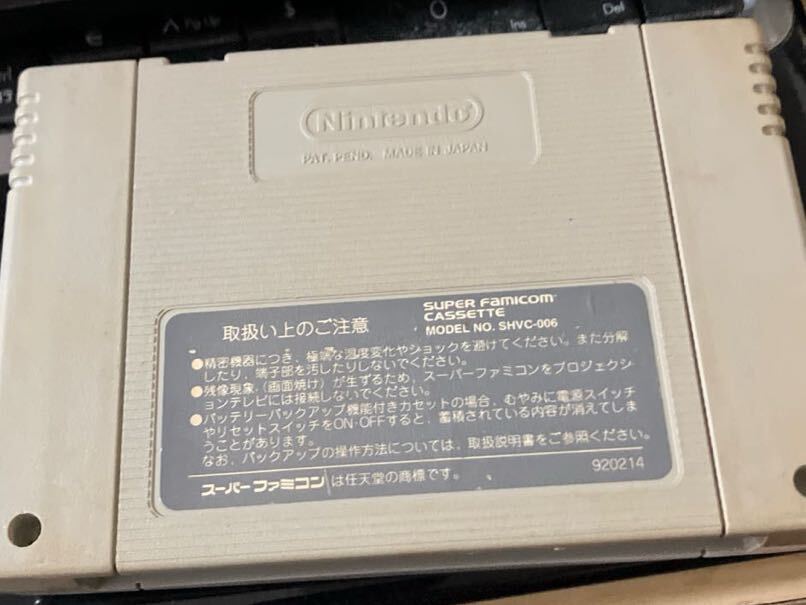 Pg Up
Ins
Del
Nintendo
PAT. PEND. MADE IN JAPAN
取扱い上のご注意
SUPER FAMICOM
CASSETTE
MODEL NO. SHVC-006
●精密機器につき、極端な温度変化やショックを避けてください。また分解
したり、端子部を汚したりしないでください。
●残像現象(画面焼け)が生ずるため、スーパーファミコンをプロジェクシ
ョンテレビには接続しないでください。
●バッテリーバックアップ機能付きカセットの場合、むやみに電源スイッチ
やリセットスイッチをON・OFFすると、蓄積されている内容が消えてしま
うことがあります。
なお、バックアップの操作方法については、取扱説明書をご参照ください。
スーパーファミコンは任天堂の商標です。
920214